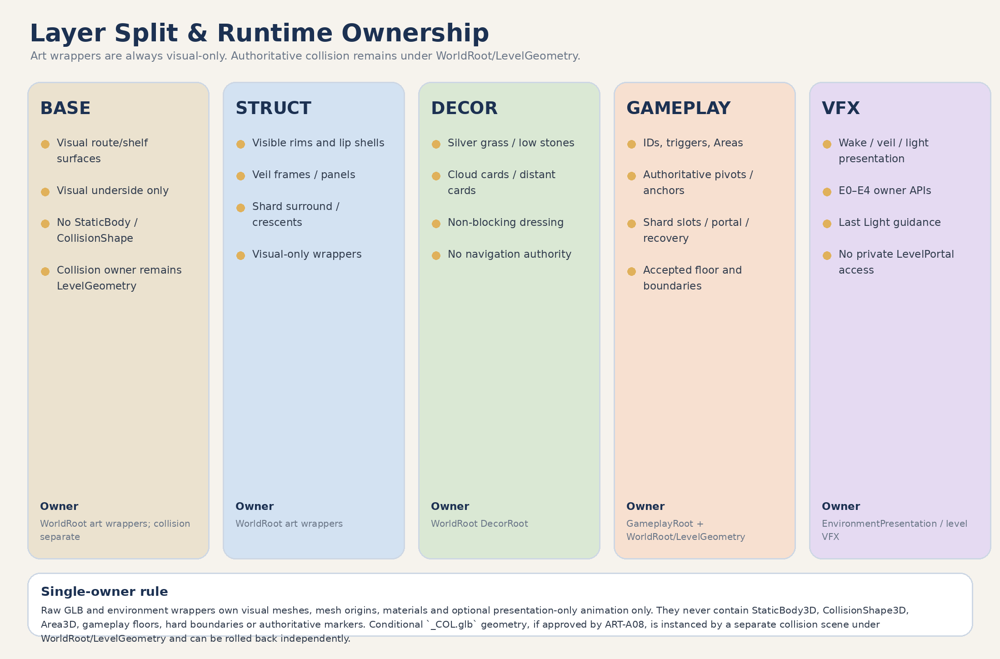 Layer Split & Runtime Ownership
Art wrappers are always visual-only. Authoritative collision remains under WorldRoot/LevelGeometry.
BASE
Visual route/shelf
surfaces
Visual underside only
No StaticBody /
CollisionShape
Collision owner remains
LevelGeometry
Owner
WorldRoot art wrappers; collision
separate
STRUCT
Visible rims and lip shells
Veil frames / panels
Shard surround /
crescents
Visual-only wrappers
Owner
WorldRoot art wrappers
DECOR
Silver grass / low stones
Cloud cards / distant
cards
Non-blocking dressing
No navigation authority
Owner
WorldRoot DecorRoot
GAMEPLAY
IDs, triggers, Areas
Authoritative pivots /
anchors
Shard slots / portal /
recovery
Accepted floor and
boundaries
Owner
GameplayRoot +
WorldRoot/LevelGeometry
VFX
Wake / veil / light
presentation
E0–E4 owner APIs
Last Light guidance
No private LevelPortal
access
Owner
EnvironmentPresentation / level
VFX
Single-owner rule
Raw GLB and environment wrappers own visual meshes, mesh origins, materials and optional presentation-only animation only. They never contain StaticBody3D, CollisionShape3D,
Area3D, gameplay floors, hard boundaries or authoritative markers. Conditional `_COL.glb` geometry, if approved by ART-A08, is instanced by a separate collision scene under
WorldRoot/LevelGeometry and can be rolled back independently.